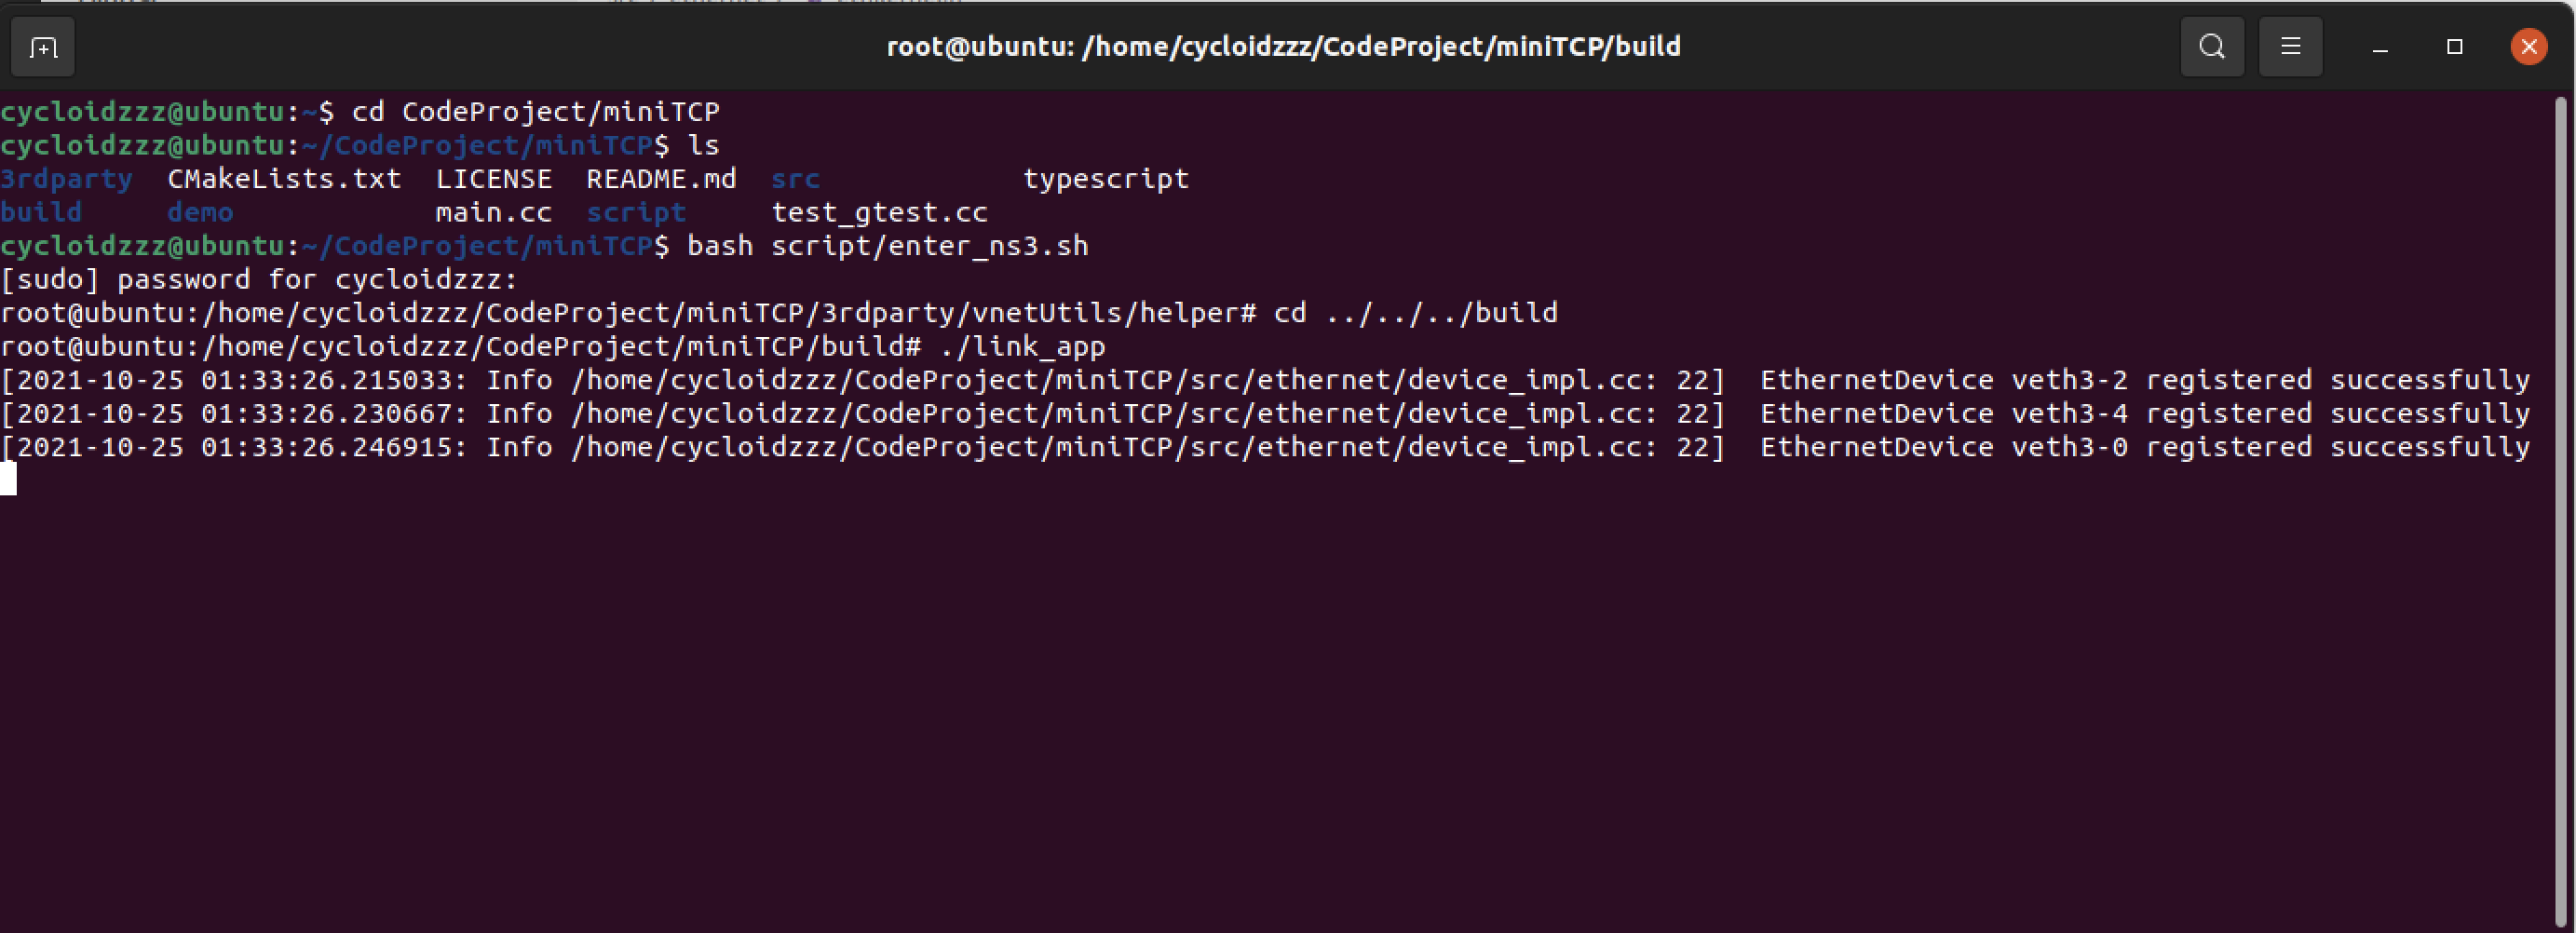 root@ubuntu: /home/cycloidzzz/CodeProject/miniTCP/build
cycloidzzz@ubuntu:~$ cd CodeProject/miniTCP
cycloidzzz@ubuntu:~/CodeProject/miniTCP$ ls
3rdparty  CMakeLists.txt  LICENSE  README.md  src            typescript
build     demo            main.cc  script     test_gtest.cc
cycloidzzz@ubuntu:~/CodeProject/miniTCP$ bash script/enter_ns3.sh
[sudo] password for cycloidzzz:
root@ubuntu:/home/cycloidzzz/CodeProject/miniTCP/3rdparty/vnetUtils/helper# cd ../../../build
root@ubuntu:/home/cycloidzzz/CodeProject/miniTCP/build# ./link_app
[2021-10-25 01:33:26.215033: Info /home/cycloidzzz/CodeProject/miniTCP/src/ethernet/device_impl.cc: 22]  EthernetDevice veth3-2 registered successfully
[2021-10-25 01:33:26.230667: Info /home/cycloidzzz/CodeProject/miniTCP/src/ethernet/device_impl.cc: 22]  EthernetDevice veth3-4 registered successfully
[2021-10-25 01:33:26.246915: Info /home/cycloidzzz/CodeProject/miniTCP/src/ethernet/device_impl.cc: 22]  EthernetDevice veth3-0 registered successfully